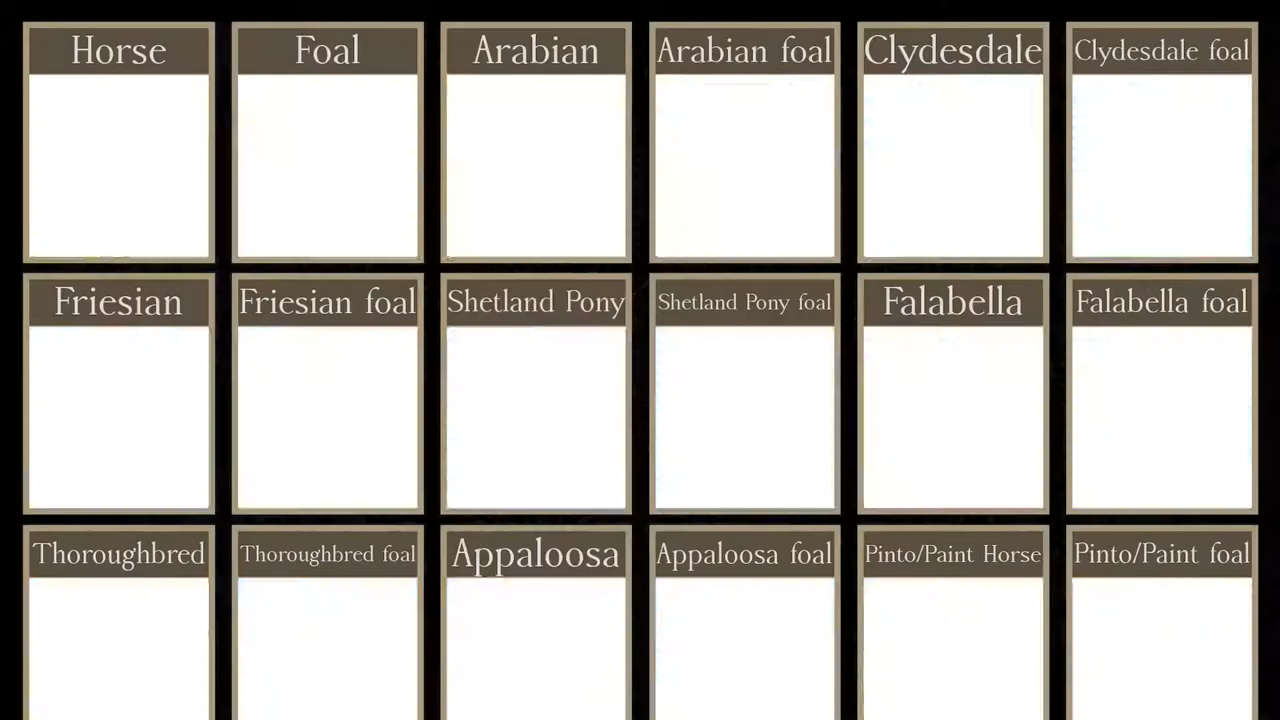 Horse
Foal
Arabian
Arabian foal
Clydesdale
Clydesdale foal
Friesian
Friesian foal
Shetland Pony
Shetland Pony foal
Falabella
Falabella foal
Thoroughbred
Thoroughbred foal
Appaloosa
Appaloosa foal
Pinto/Paint Horse
Pinto/Paint foal